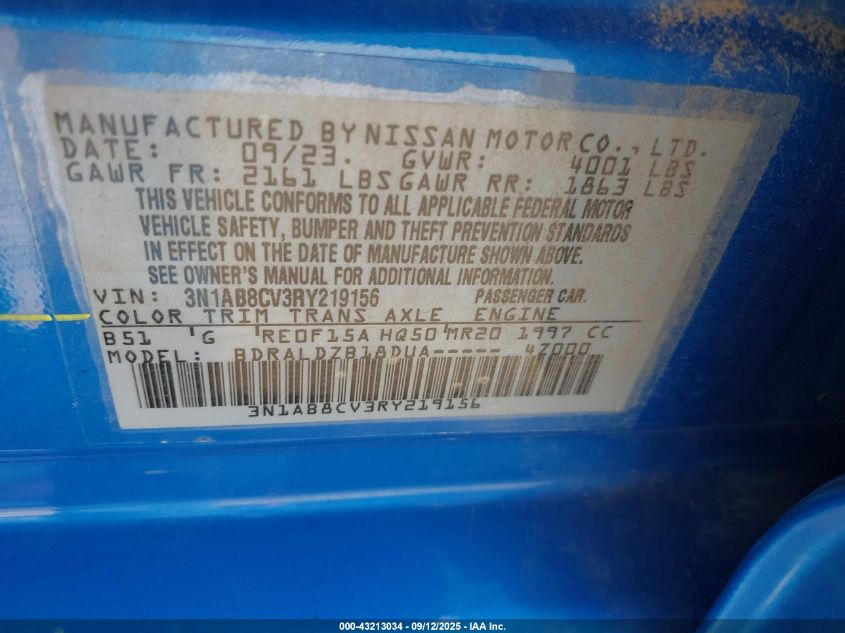 MANUFACTURED BY NISSAN MOTOR CO., LTD.
DATE: 09/23. GVWR: 4001 LBS
GAWR FR: 2161 LBS GAWR RR: 1863 LBS
THIS VEHICLE CONFORMS TO ALL APPLICABLE FEDERAL MOTOR
VEHICLE SAFETY, BUMPER AND THEFT PREVENTION STANDARDS
IN EFFECT ON THE DATE OF MANUFACTURE SHOWN ABOVE.
SEE OWNER'S MANUAL FOR ADDITIONAL INFORMATION.
VIN: 3N1AB8CV3RY219156 PASSENGER CAR.
COLOR TRIM TRANS AXLE ENGINE
B51 G RE0F15A HQ50 MR20 1997 CC
MODEL: BDRALDZB18DUA----- 4Z000
3N1AB8CV3RY219156
000-43213034 - 09/12/2025 - IAA Inc.